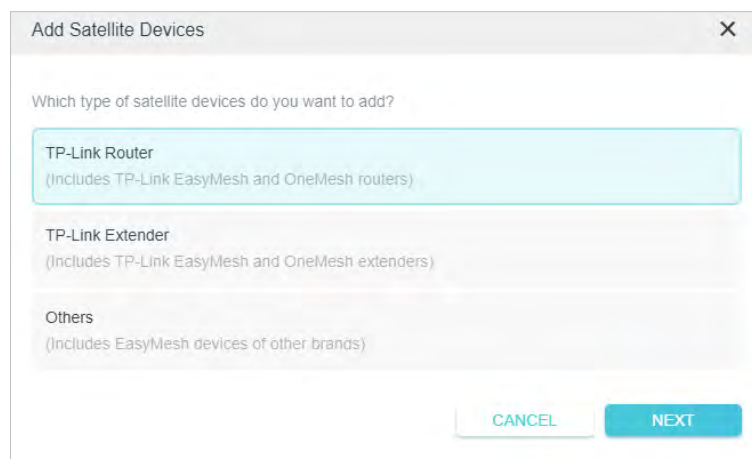 Add Satellite Devices
Which type of satellite devices do you want to add?
TP-Link Router
(Includes TP-Link EasyMesh and OneMesh routers)
TP-Link Extender
(Includes TP-Link EasyMesh and OneMesh extenders)
Others
(Includes EasyMesh devices of other brands)
CANCEL NEXT